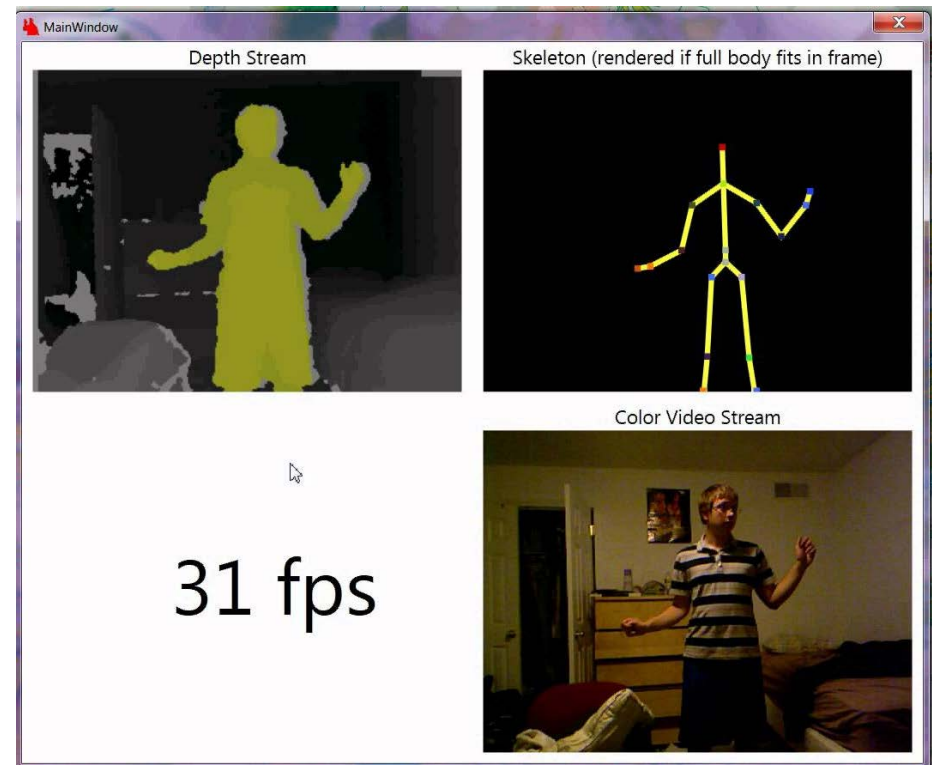 MainWindow
Depth Stream
Skeleton (rendered if full body fits in frame)
Color Video Stream
31 fps